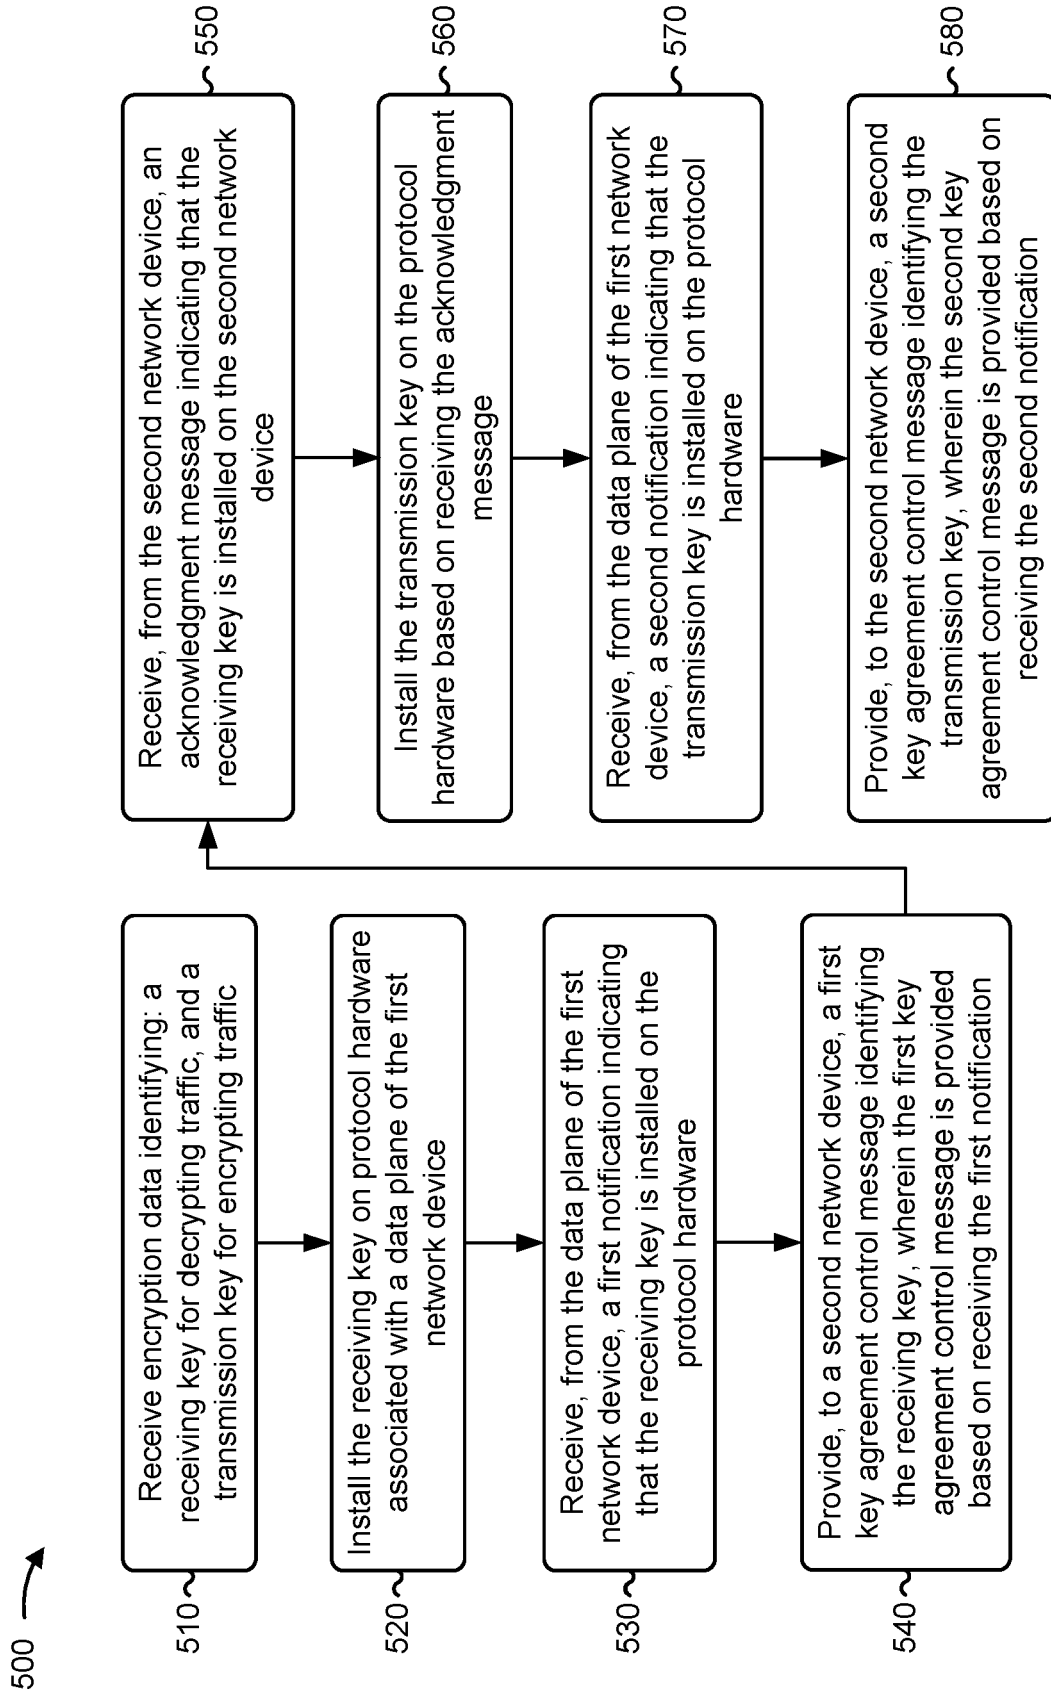 500
510
Receive encryption data identifying: a
receiving key for decrypting traffic, and a
transmission key for encrypting traffic
520
Install the receiving key on protocol hardware
associated with a data plane of the first
network device
530
Receive, from the data plane of the first
network device, a first notification indicating
that the receiving key is installed on the
protocol hardware
540
Provide, to a second network device, a first
key agreement control message identifying
the receiving key, wherein the first key
agreement control message is provided
based on receiving the first notification
550
Receive, from the second network device, an
acknowledgment message indicating that the
receiving key is installed on the second network
device
560
Install the transmission key on the protocol
hardware based on receiving the acknowledgment
message
570
Receive, from the data plane of the first network
device, a second notification indicating that the
transmission key is installed on the protocol
hardware
580
Provide, to the second network device, a second
key agreement control message identifying the
transmission key, wherein the second key
agreement control message is provided based on
receiving the second notification